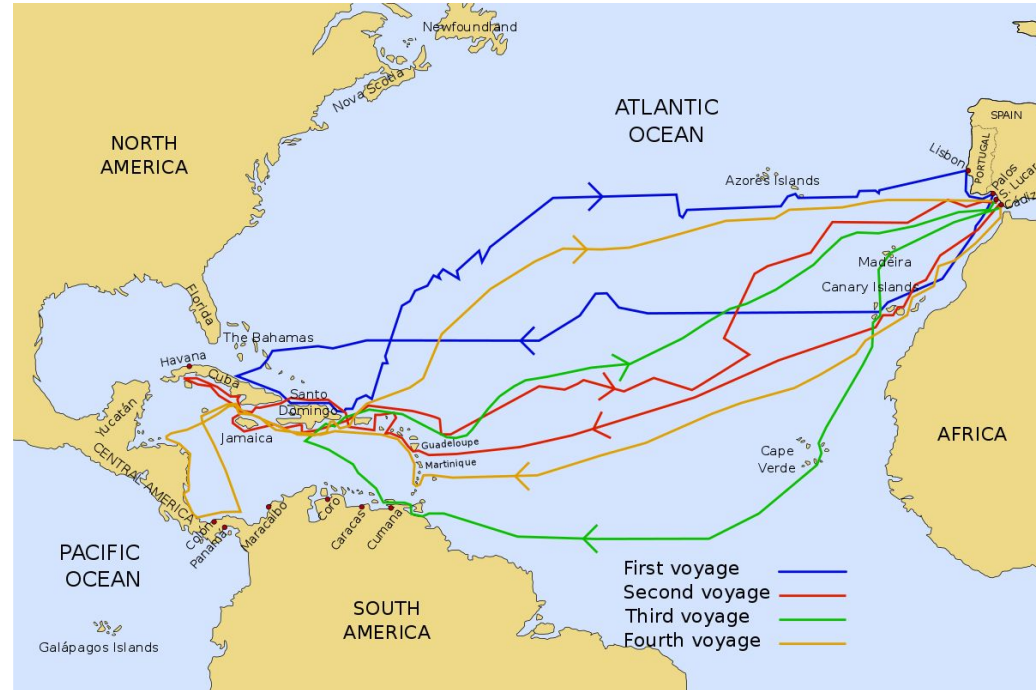 Newfoundland
Nova Scotia
ATLANTIC
OCEAN
NORTH
AMERICA
SPAIN
PORTUGAL
Lisbon
Palos
S. Lucar
Cádiz
Azores Islands
Madeira
Canary Islands
Florida
The Bahamas
Havana
Cuba
Santo
Domingo
Yucatán
Jamaica
Guadeloupe
Martinique
CENTRAL AMERICA
Cape
Verde
AFRICA
Colón
Panamá
Maracaibo
Coro
Caracas
Cumana
PACIFIC
OCEAN
Galápagos Islands
SOUTH
AMERICA
First voyage
Second voyage
Third voyage
Fourth voyage